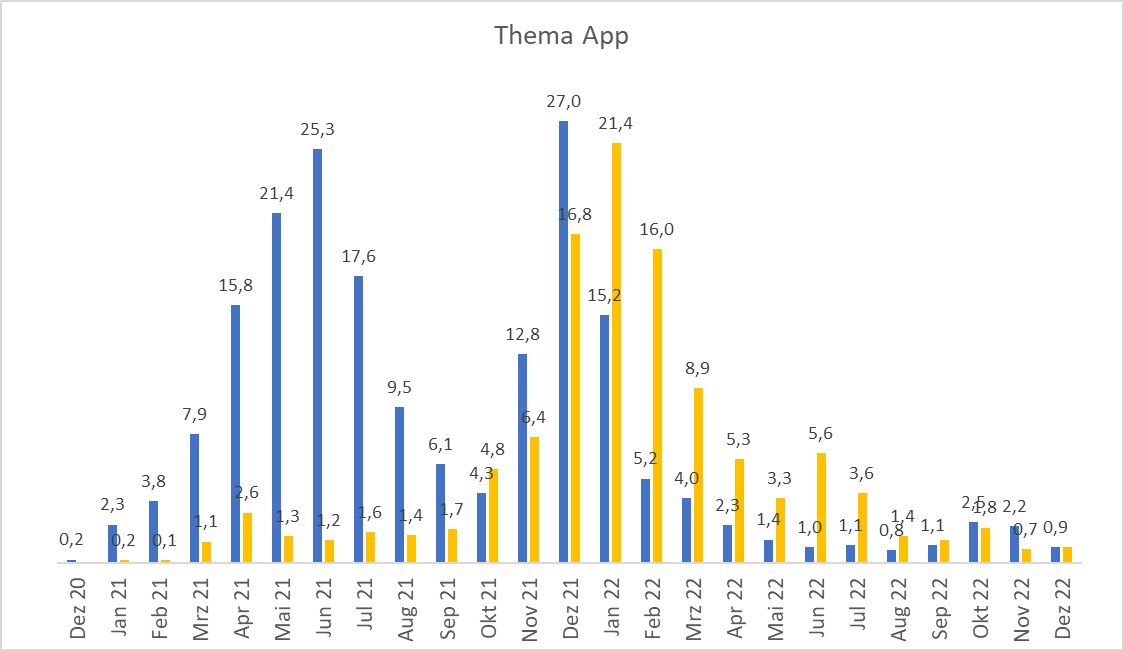 Thema App
27,0
25,3
21,4
21,4
17,6
16,8
15,8
16,0
15,2
12,8
9,5
8,9
7,9
6,1
6,4
5,2
5,3
5,6
4,8
4,3
4,0
3,8
3,3
3,6
2,3
2,6
2,3
2,5
1,8
2,2
1,1
1,3
1,2
1,6
1,4
1,7
1,4
1,0
1,1
1,4
0,8
1,1
0,7
0,9
0,2
0,2
0,1
Dez 20
Jan 21
Feb 21
Mrz 21
Apr 21
Mai 21
Jun 21
Jul 21
Aug 21
Sep 21
Okt 21
Nov 21
Dez 21
Jan 22
Feb 22
Mrz 22
Apr 22
Mai 22
Jun 22
Jul 22
Aug 22
Sep 22
Okt 22
Nov 22
Dez 22